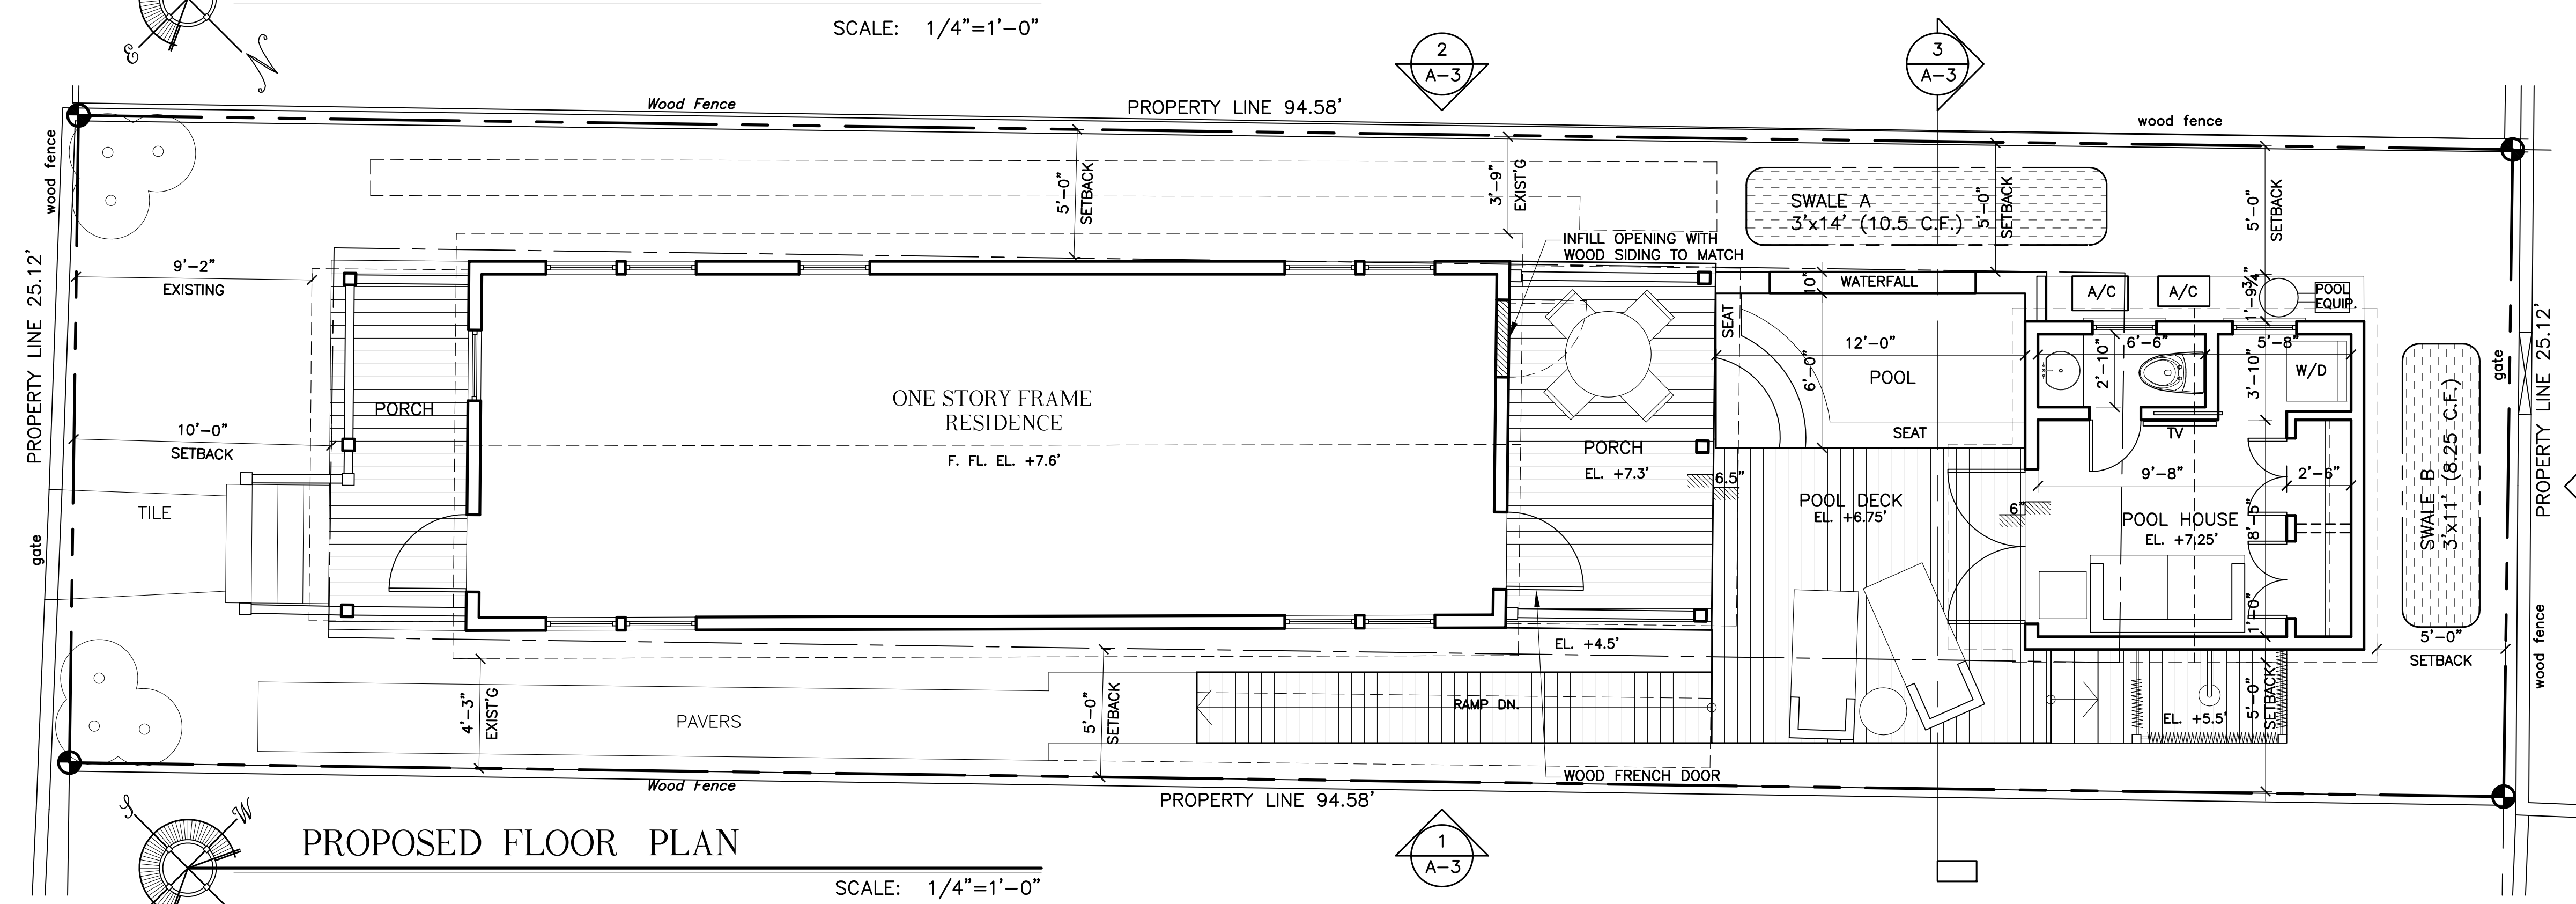 SCALE: 1/4"=1'-0"
E
N
2
A-3
3
A-3
Wood Fence
PROPERTY LINE 94.58'
wood fence
wood fence
PROPERTY LINE 25.12'
gate
9'-2"
EXISTING
10'-0"
SETBACK
TILE
PORCH
5'-0"
SETBACK
3'-9"
EXIST'G
INFILL OPENING WITH
WOOD SIDING TO MATCH
ONE STORY FRAME
RESIDENCE
F. FL. EL. +7.6'
PORCH
EL. +7.3'
6.5"
SWALE A
3'x14' (10.5 C.F.)
5'-0"
SETBACK
5'-0"
SETBACK
10"
WATERFALL
SEAT
12'-0"
6'-0"
POOL
SEAT
POOL DECK
EL. +6.75'
A/C
A/C
1'-9 3/4"
POOL
EQUIP.
6'-6"
5'-8"
2'-10"
3'-10"
W/D
TV
9'-8"
2'-6"
6"
POOL HOUSE
EL. +7.25'
8'-5"
1'-0"
SWALE B
3'x11' (8.25 C.F.)
gate
PROPERTY LINE 25.12'
wood fence
5'-0"
SETBACK
EL. +4.5'
4'-3"
EXIST'G
PAVERS
5'-0"
SETBACK
RAMP DN.
EL. +5.5'
5'-0"
SETBACK
WOOD FRENCH DOOR
Wood Fence
PROPERTY LINE 94.58'
S
W
PROPOSED FLOOR PLAN
SCALE: 1/4"=1'-0"
1
A-3